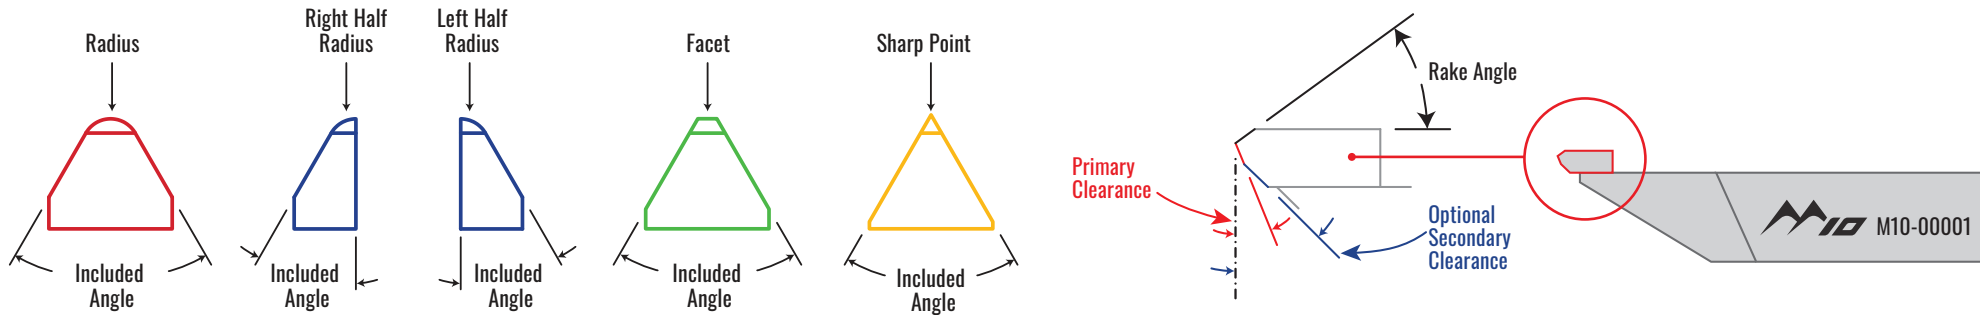 Radius
Right Half
Radius
Left Half
Radius
Facet
Sharp Point
Included
Angle
Included
Angle
Included
Angle
Included
Angle
Included
Angle
Rake Angle
Primary
Clearance
Optional
Secondary
Clearance
M10 M10-00001